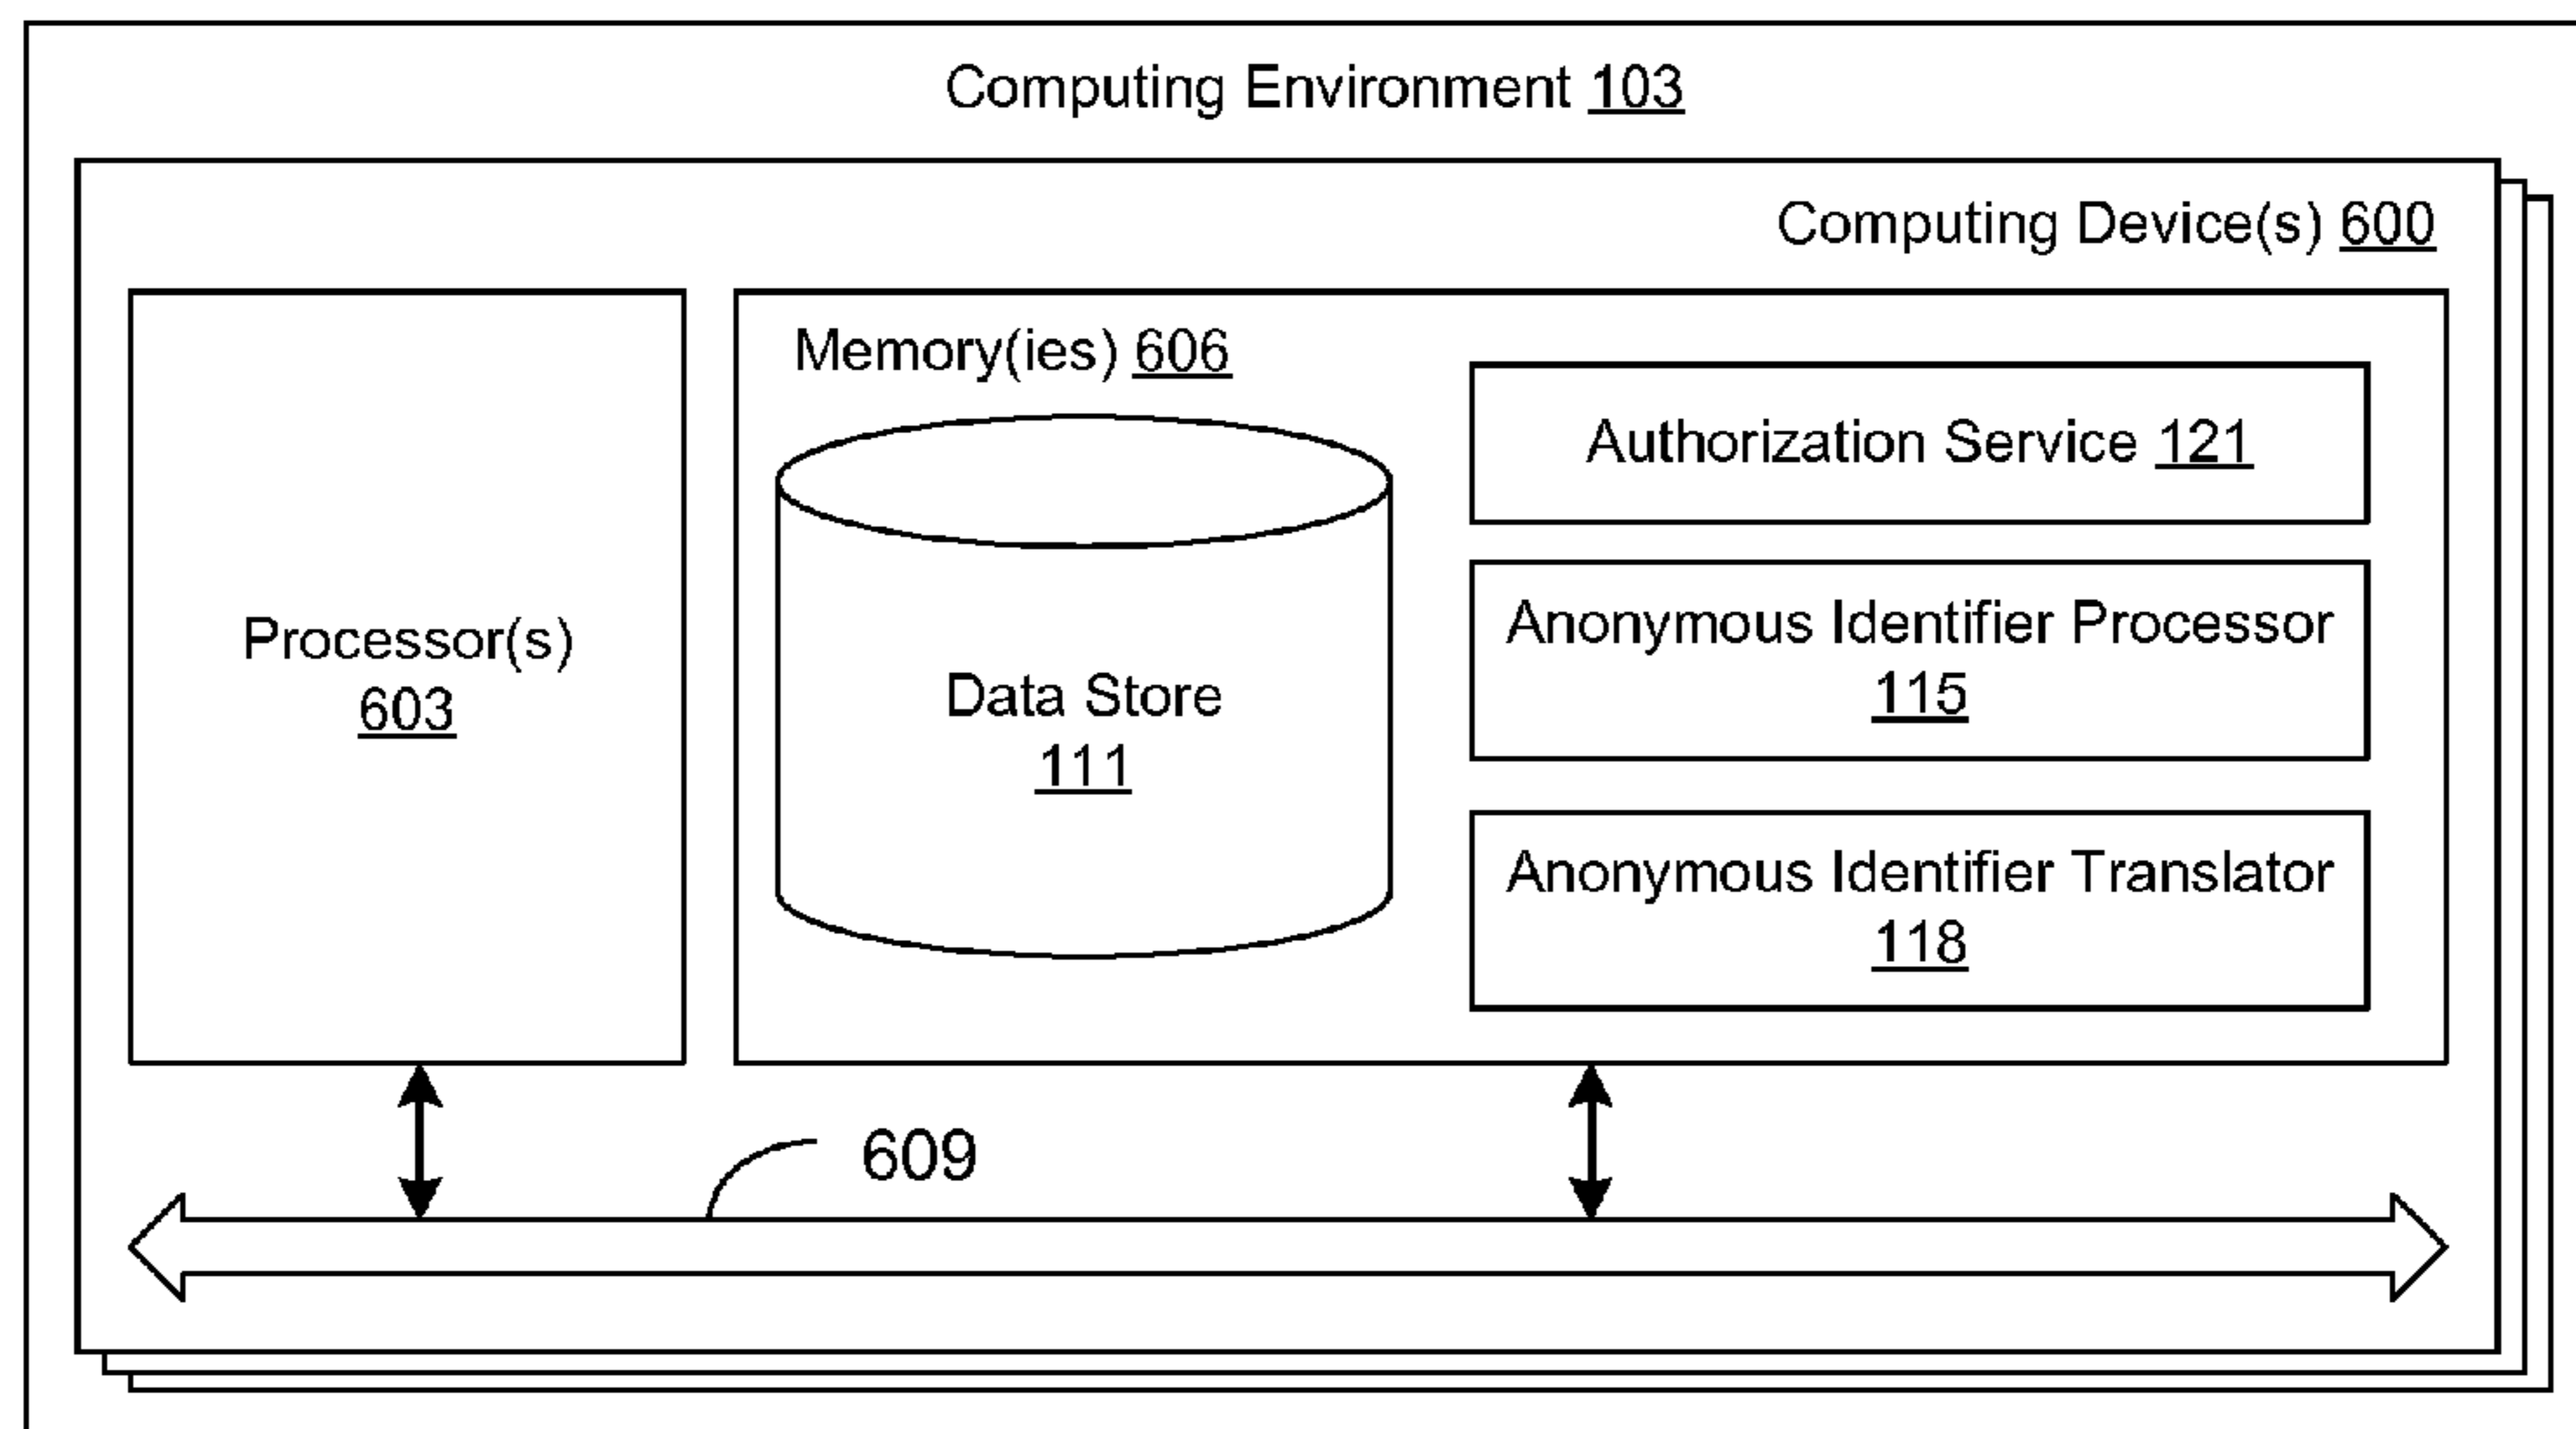 Computing Environment 103
Computing Device(s) 600
Processor(s)
603
Memory(ies) 606
Data Store
111
Authorization Service 121
Anonymous Identifier Processor
115
Anonymous Identifier Translator
118
609